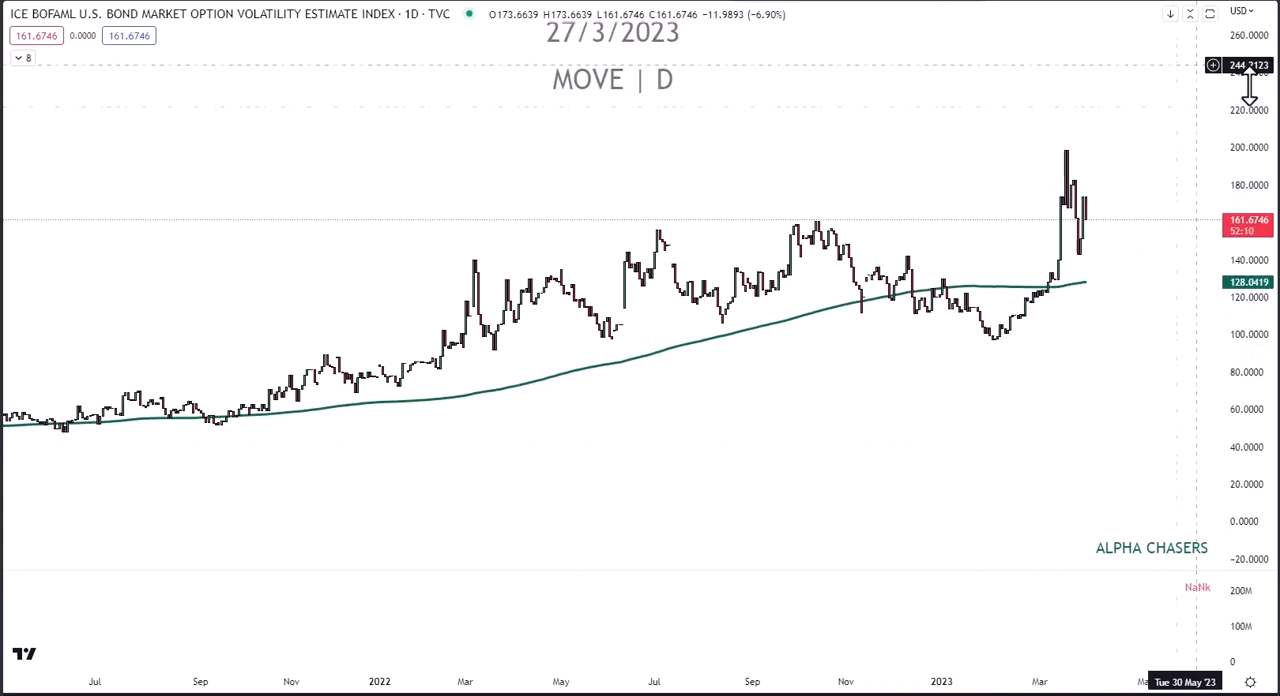 ICE BOFAML U.S. BOND MARKET OPTION VOLATILITY ESTIMATE INDEX · 1D · TVC O173.6639 H173.6639 L161.6746 C161.6746 −11.9893 (−6.90%)
USD
161.6746 0.0000 161.6746
8
27/3/2023
MOVE | D
260.0000
244.2123
220.0000
200.0000
180.0000
161.6746
52:10
140.0000
128.0419
120.0000
100.0000
80.0000
60.0000
40.0000
20.0000
0.0000
ALPHA CHASERS
−20.0000
NaNk
200M
100M
0
Jul Sep Nov 2022 Mar May Jul Sep Nov 2023 Mar Tue 30 May '23